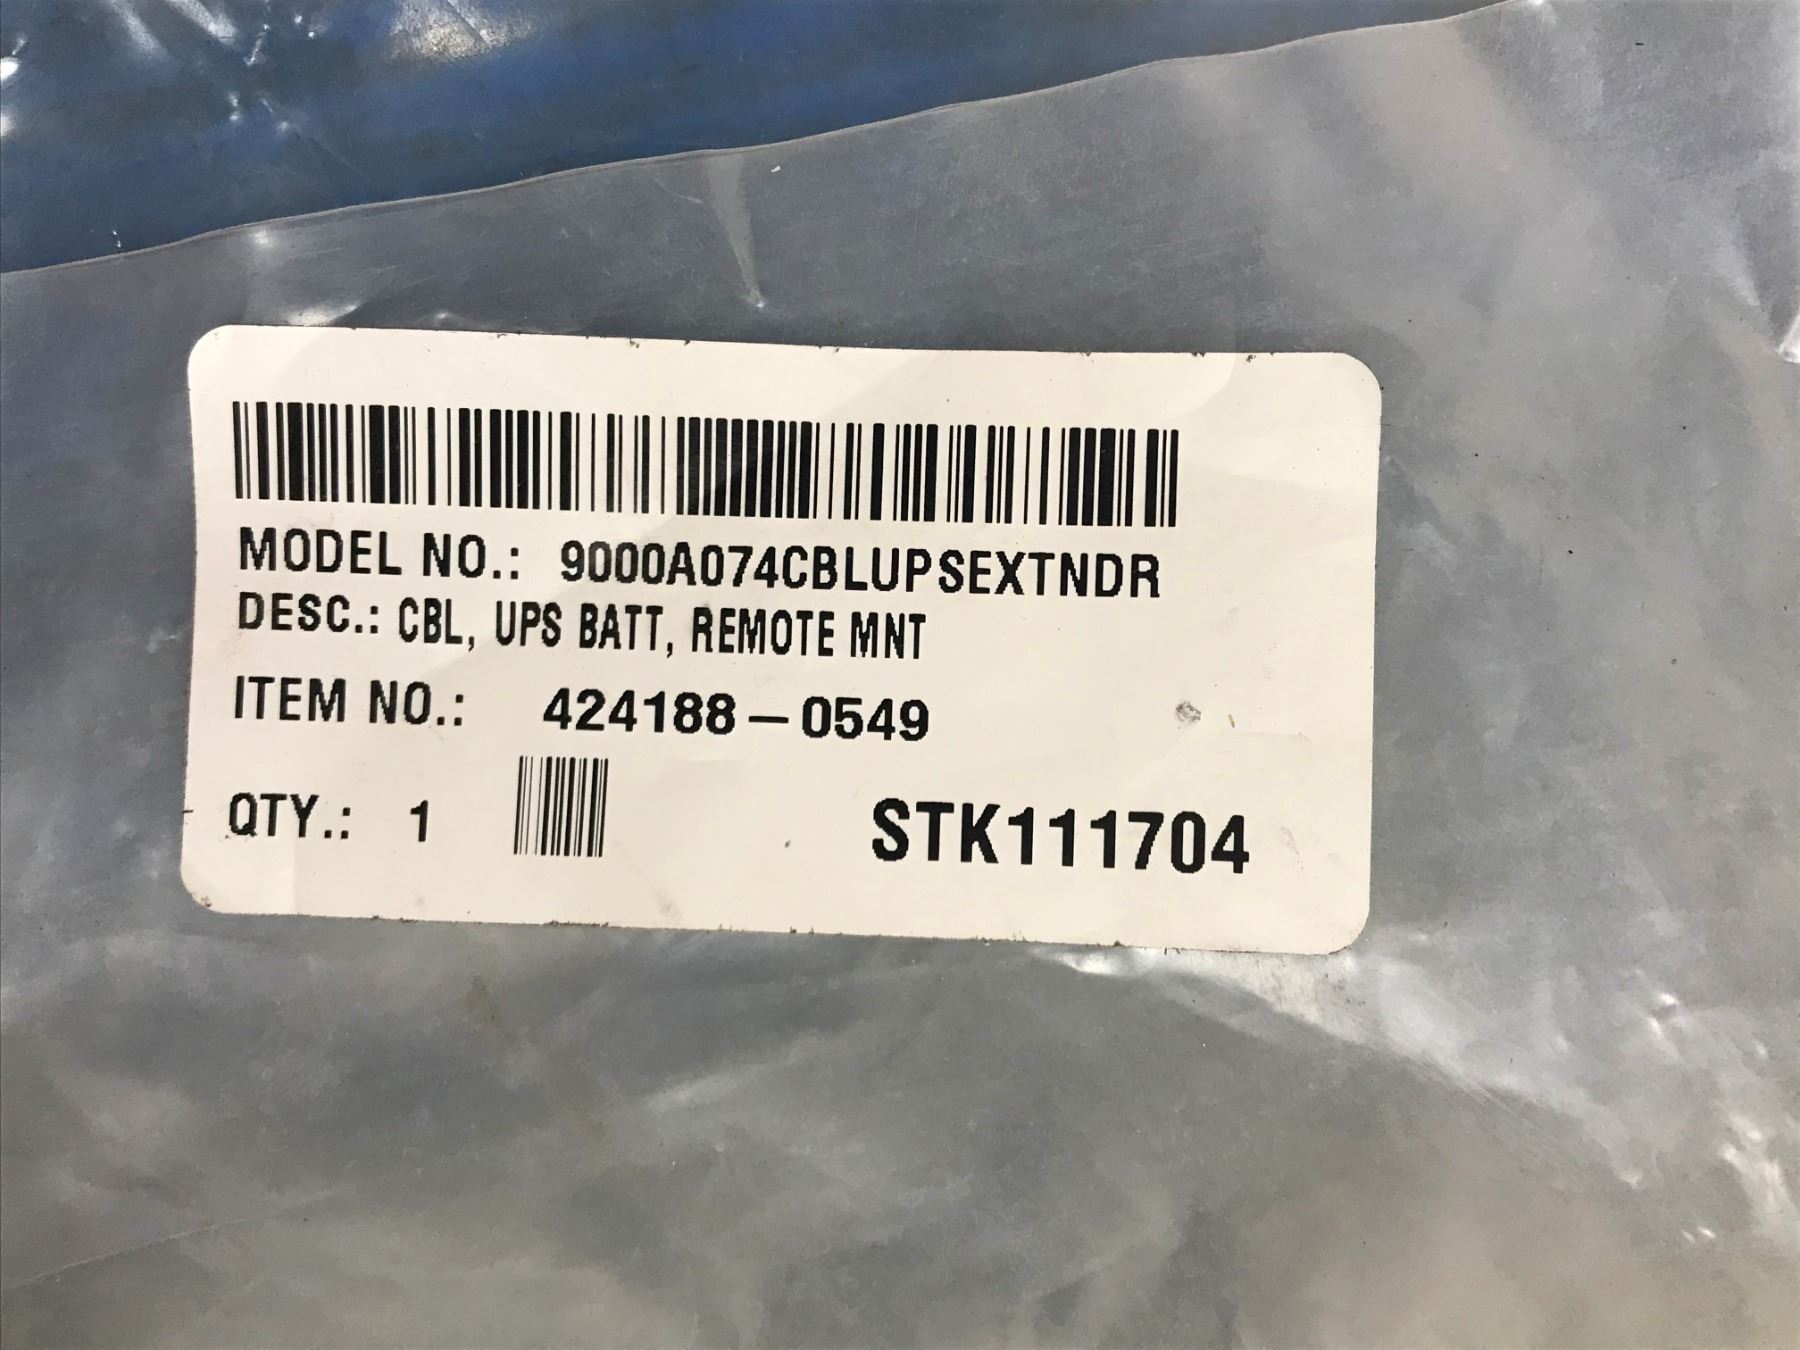 MODEL NO.: 9000A074CBLUPSEXTNDR
DESC.: CBL, UPS BATT, REMOTE MNT
ITEM NO.: 424188-0549
QTY.: 1 STK111704